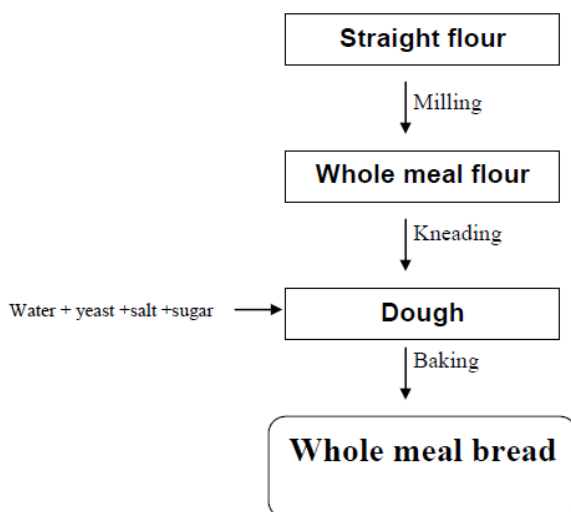 Straight flour
Milling
Whole meal flour
Kneading
Water + yeast +salt +sugar
Dough
Baking
Whole meal bread